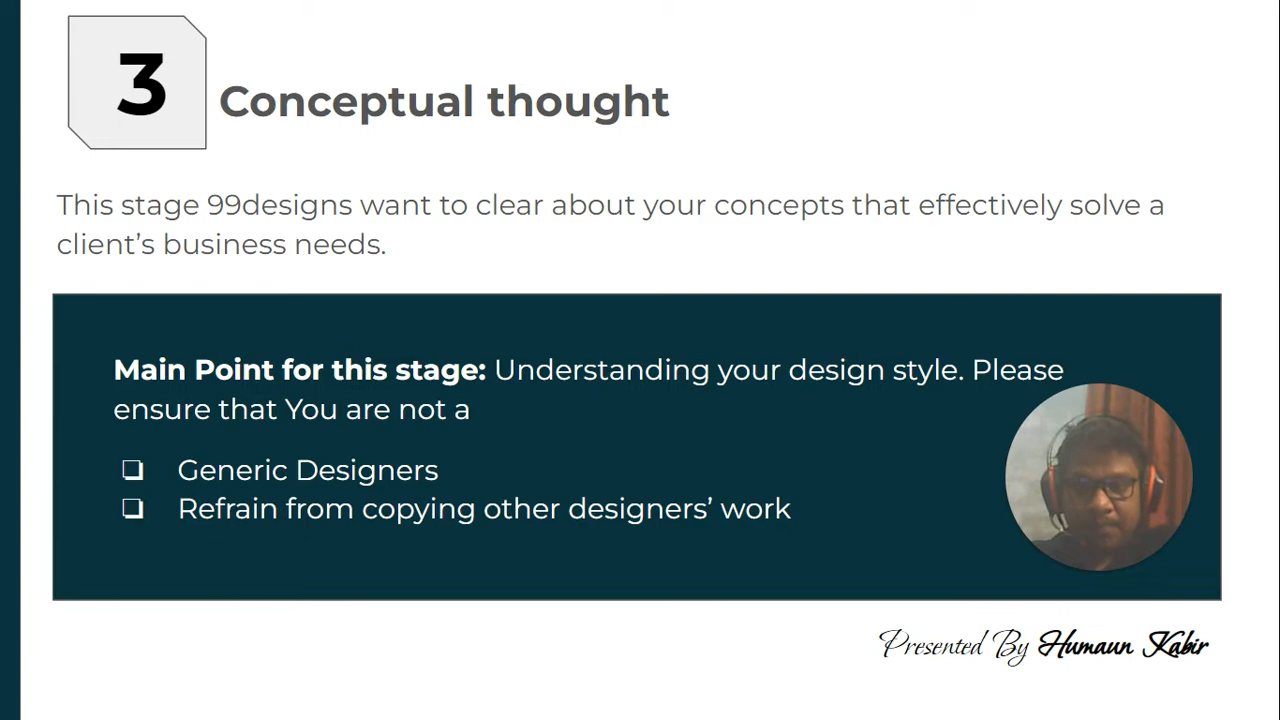 3
Conceptual thought
This stage 99designs want to clear about your concepts that effectively solve a
client's business needs.
Main Point for this stage: Understanding your design style. Please
ensure that You are not a
❏ Generic Designers
❏ Refrain from copying other designers' work
Presented By Humaun Kabir